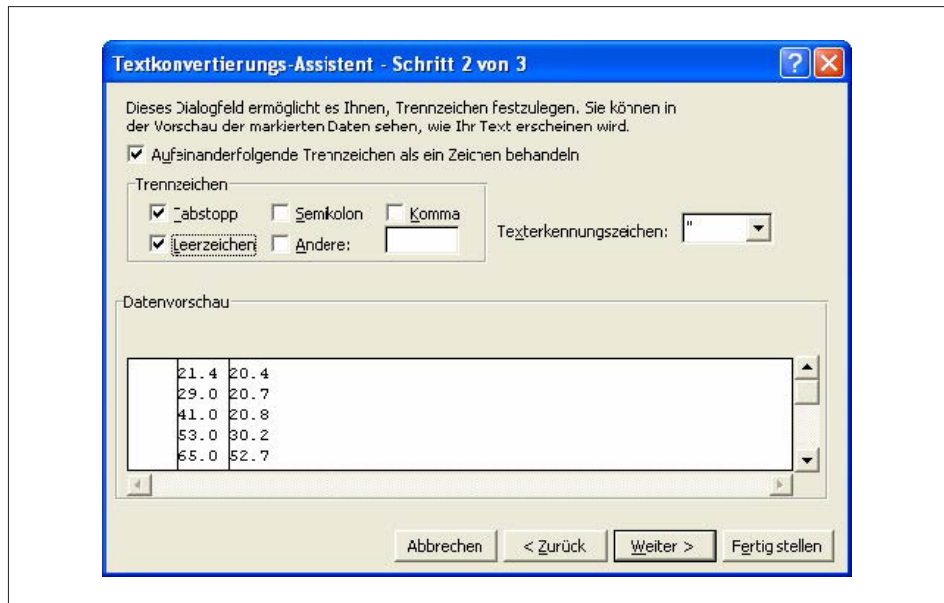 Textkonvertierungs-Assistent - Schritt 2 von 3
Dieses Dialogfeld ermöglicht es Ihnen, Trennzeichen festzulegen. Sie können in
der Vorschau der markierten Daten sehen, wie Ihr Text erscheinen wird.
Aufeinanderfolgende Trennzeichen als ein Zeichen behandeln
Trennzeichen
Tabstopp Semikolon Komma
Leerzeichen Andere:
Texterkennungszeichen: "
Datenvorschau
21.4 20.4
29.0 20.7
41.0 20.8
53.0 30.2
65.0 52.7
Abbrechen < Zurück Weiter > Fertig stellen